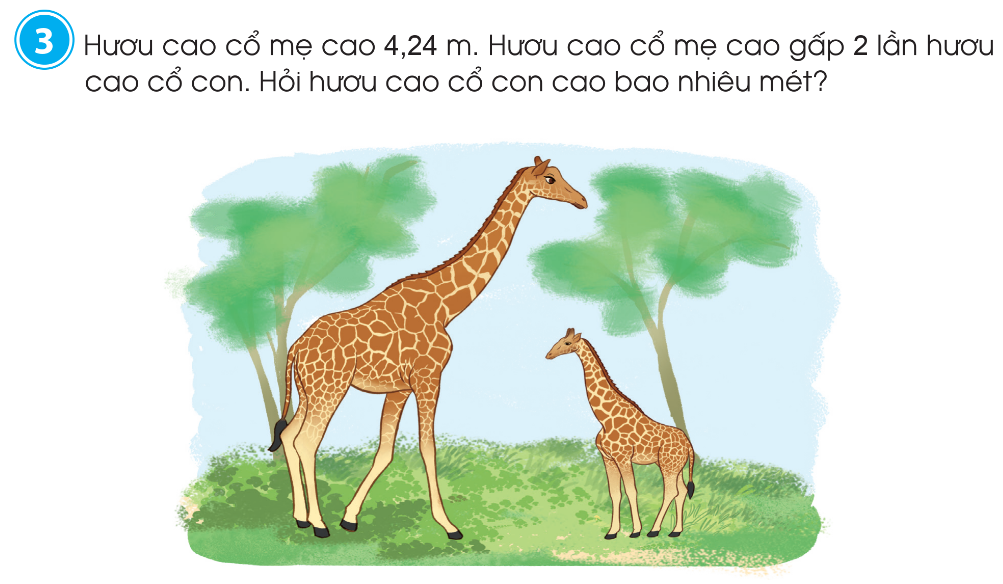 3 Hươu cao cổ mẹ cao 4,24 m. Hươu cao cổ mẹ cao gấp 2 lần hươu
cao cổ con. Hỏi hươu cao cổ con cao bao nhiêu mét?